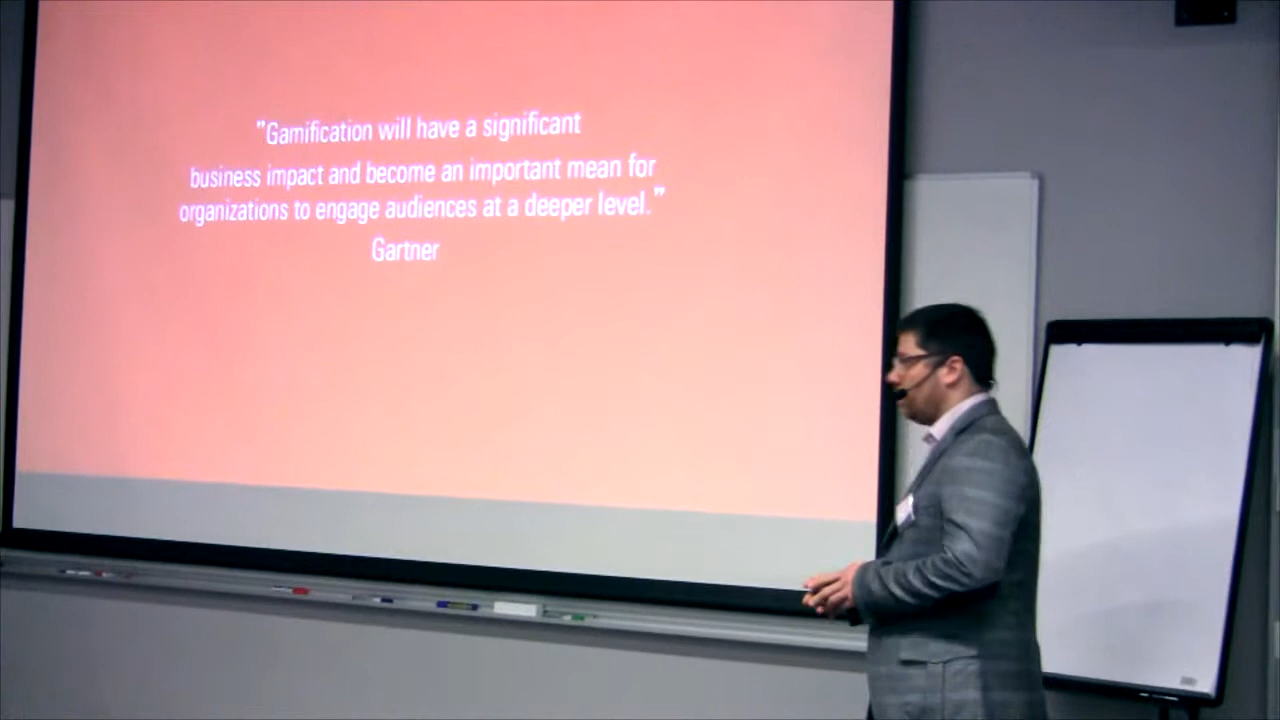 ”Gamification will have a significant
business impact and become an important mean for
organizations to engage audiences at a deeper level.”
Gartner